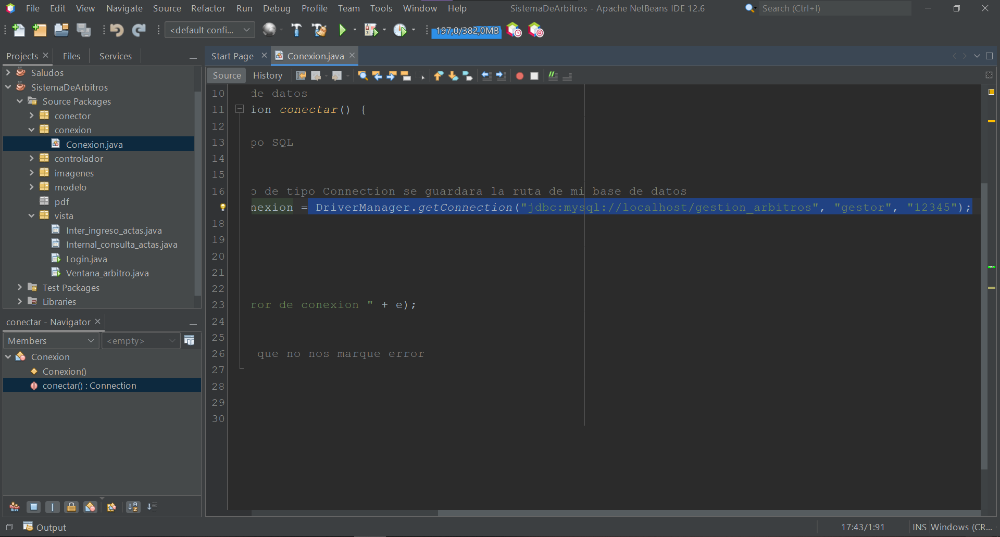 File Edit View Navigate Source Refactor Run Debug Profile Team Tools Window Help SistemaDeArbitros - Apache NetBeans IDE 12.6 Search (Ctrl+I)
<default confi... 197,0/382,0MB
Projects Files Services
Saludos
SistemaDeArbitros
Source Packages
conector
conexion
Conexion.java
controlador
imagenes
modelo
pdf
vista
Inter_ingreso_actas.java
Internal_consulta_actas.java
Login.java
Ventana_arbitro.java
Test Packages
Libraries
conectar - Navigator
Members <empty>
Conexion
Conexion()
conectar() : Connection
Start Page Conexion.java
Source History
10 de datos
11 ion conectar() {
12
13 po SQL
14
15
16 o de tipo Connection se guardara la ruta de mi base de datos
nexion = DriverManager.getConnection("jdbc:mysql://localhost/gestion_arbitros", "gestor", "12345");
18
19
20
21
22
23 ror de conexion " + e);
24
25
26 que no nos marque error
27
28
29
30
Output 17:43/1:91 INS Windows (CR...